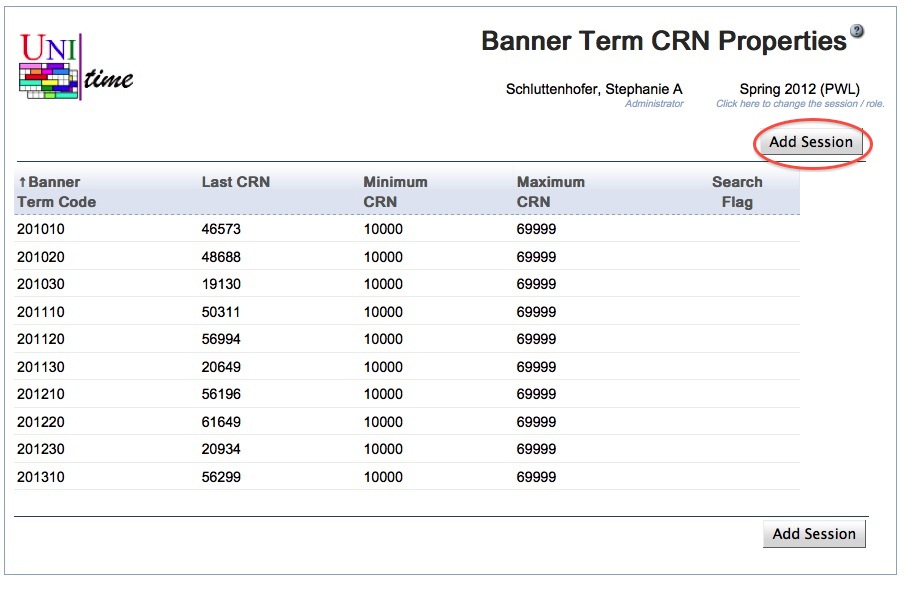 UNI
time
Banner Term CRN Properties ?
Schluttenhofer, Stephanie A
Administrator
Spring 2012 (PWL)
Click here to change the session / role.
Add Session
↑Banner Term Code Last CRN Minimum CRN Maximum CRN Search Flag
201010 46573 10000 69999
201020 48688 10000 69999
201030 19130 10000 69999
201110 50311 10000 69999
201120 56994 10000 69999
201130 20649 10000 69999
201210 56196 10000 69999
201220 61649 10000 69999
201230 20934 10000 69999
201310 56299 10000 69999
Add Session